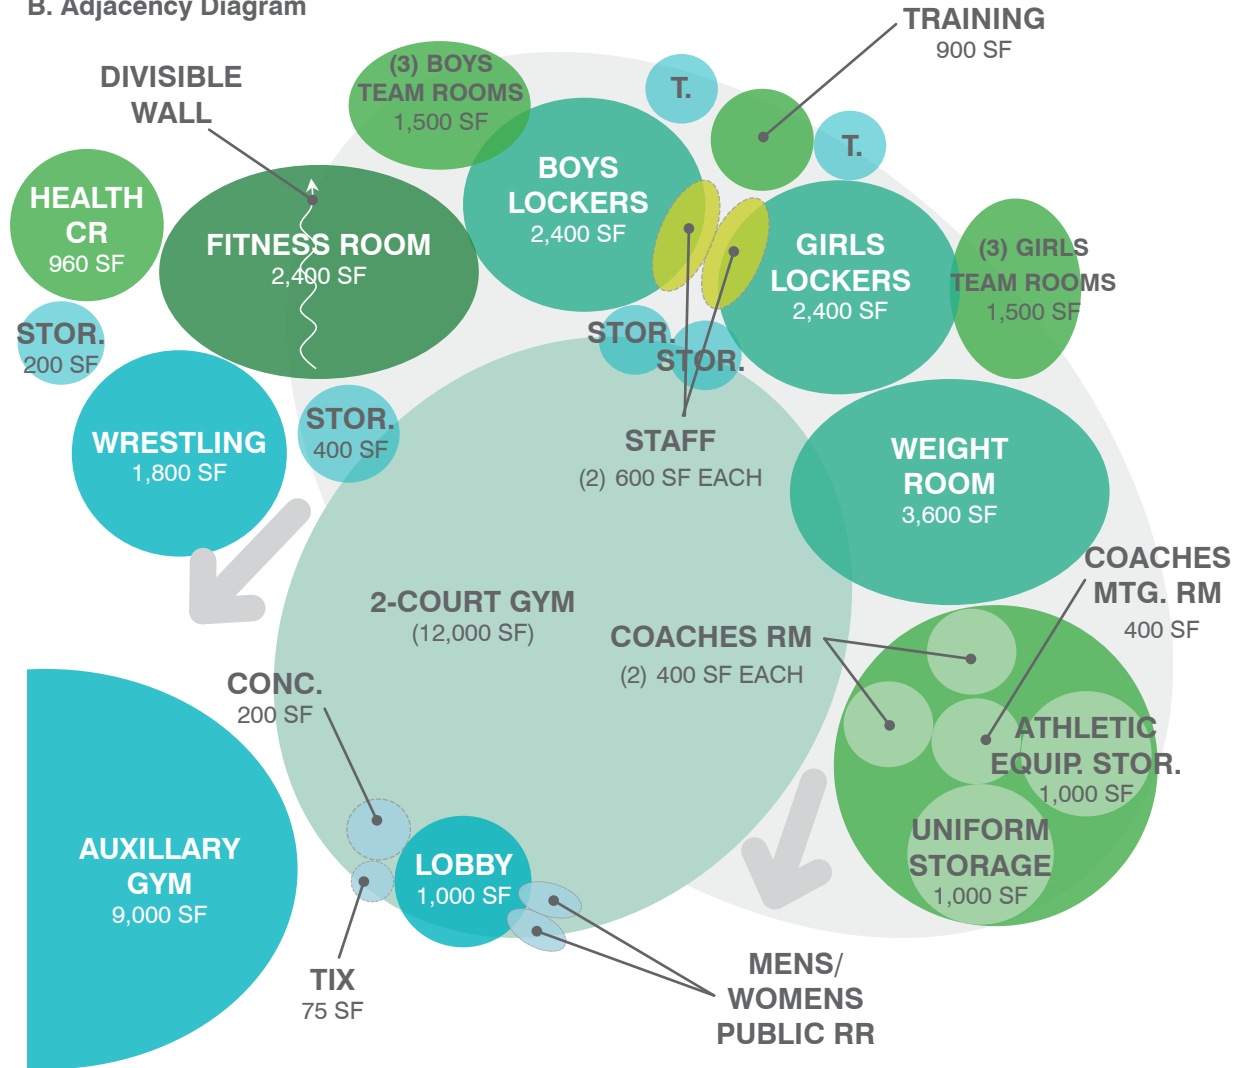 B. Adjacency Diagram
TRAINING
900 SF
DIVISIBLE
WALL
(3) BOYS
TEAM ROOMS
1,500 SF
T.
T.
BOYS
LOCKERS
2,400 SF
HEALTH
CR
960 SF
FITNESS ROOM
2,400 SF
GIRLS
LOCKERS
2,400 SF
(3) GIRLS
TEAM ROOMS
1,500 SF
STOR.
200 SF
STOR.
STOR.
WRESTLING
1,800 SF
STOR.
400 SF
STAFF
(2) 600 SF EACH
WEIGHT
ROOM
3,600 SF
COACHES
MTG. RM
400 SF
2-COURT GYM
(12,000 SF)
COACHES RM
(2) 400 SF EACH
CONC.
200 SF
ATHLETIC
EQUIP. STOR.
1,000 SF
UNIFORM
STORAGE
1,000 SF
AUXILLARY
GYM
9,000 SF
LOBBY
1,000 SF
TIX
75 SF
MENS/
WOMENS
PUBLIC RR